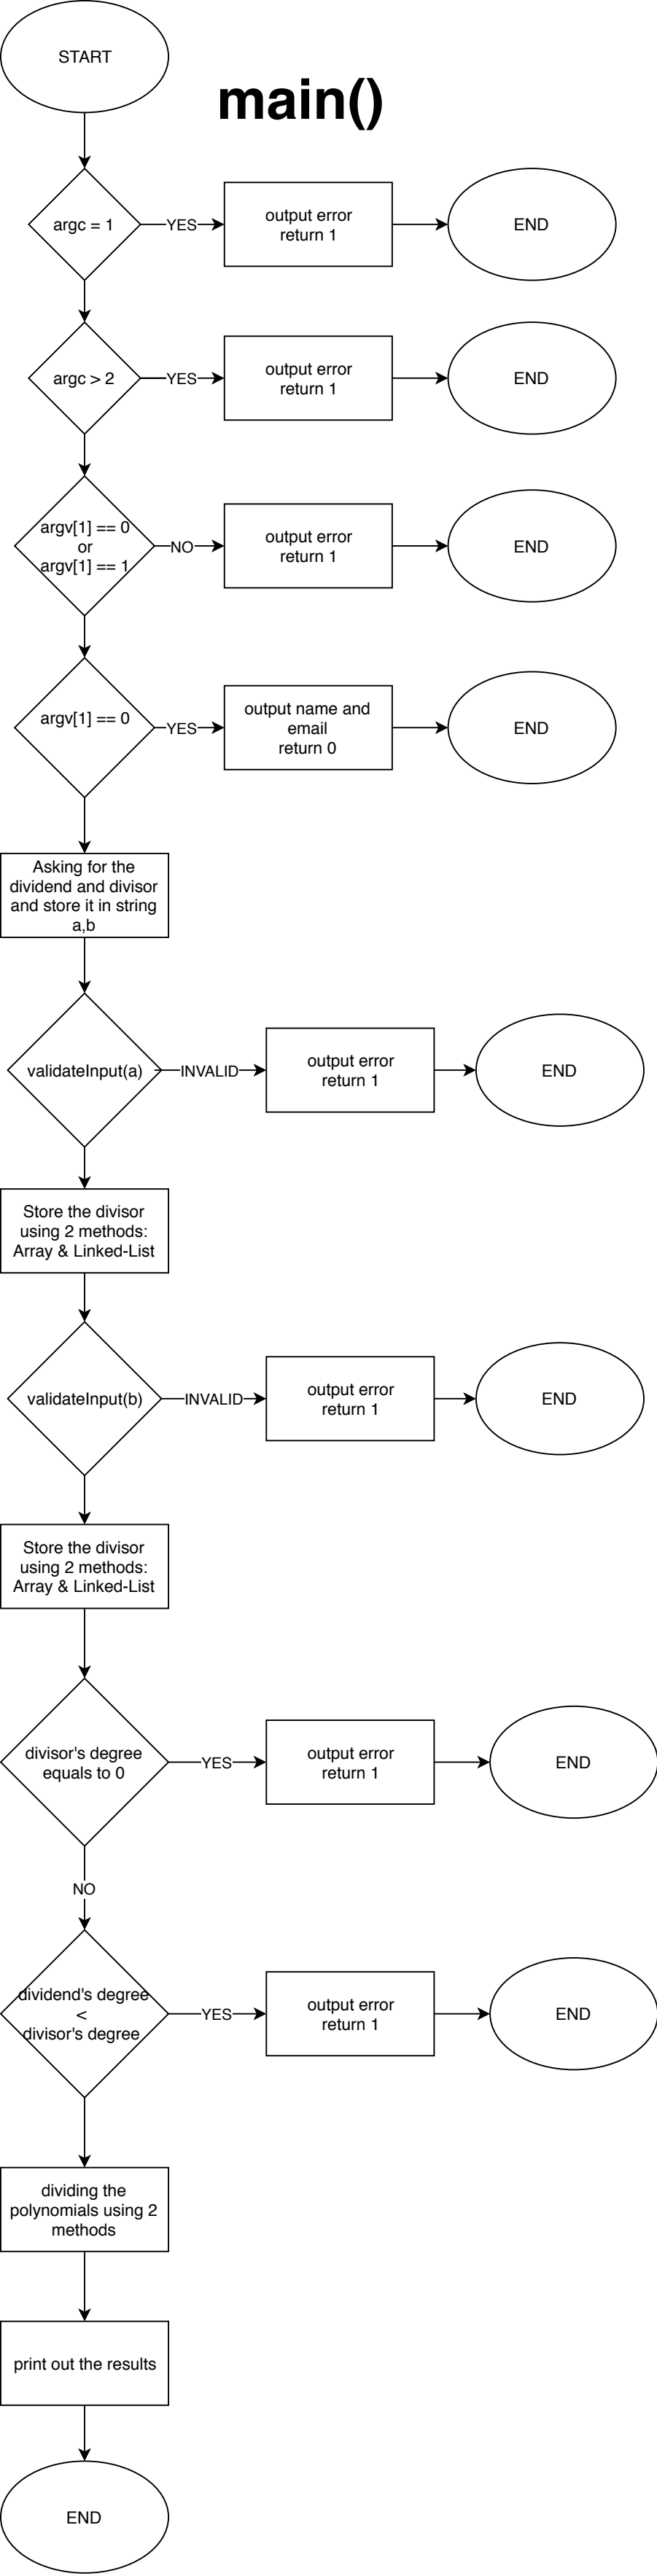 START
main()
argc = 1
YES
output error
return 1
END
argc > 2
YES
output error
return 1
END
argv[1] == 0
or
argv[1] == 1
NO
output error
return 1
END
argv[1] == 0
YES
output name and
email
return 0
END
Asking for the
dividend and divisor
and store it in string
a,b
validateInput(a)
INVALID
output error
return 1
END
Store the divisor
using 2 methods:
Array & Linked-List
validateInput(b)
INVALID
output error
return 1
END
Store the divisor
using 2 methods:
Array & Linked-List
divisor's degree
equals to 0
YES
output error
return 1
END
NO
dividend's degree
<
divisor's degree
YES
output error
return 1
END
dividing the
polynomials using 2
methods
print out the results
END